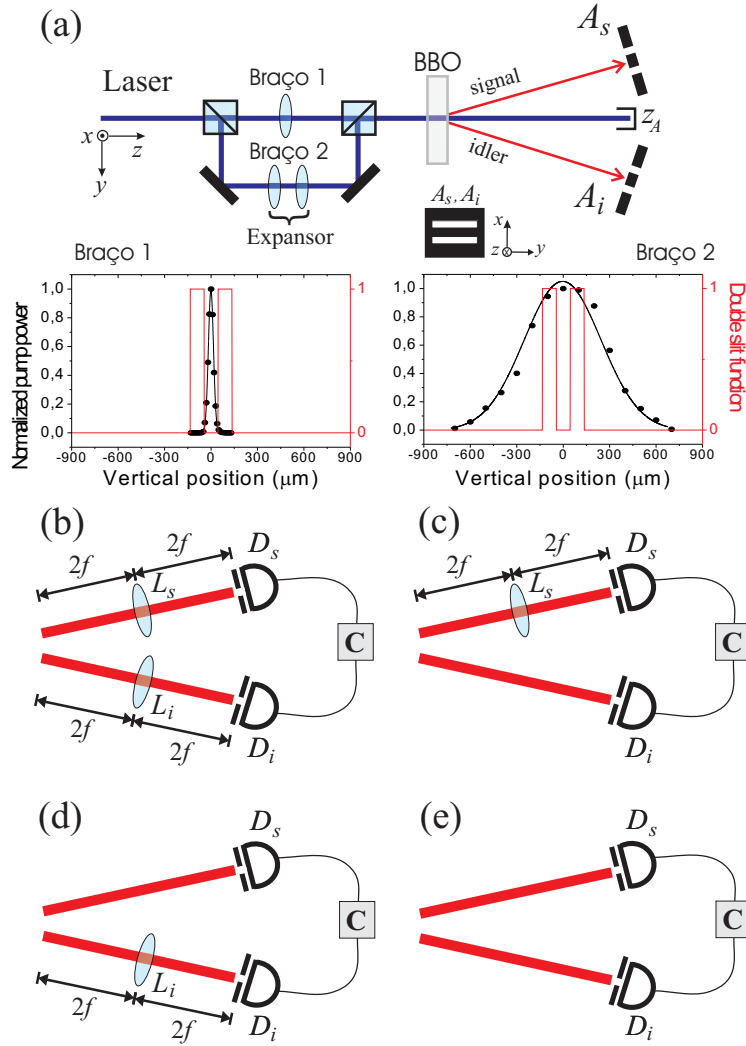 (a)
A_s
Laser
Braço 1
BBO
signal
z_A
x
z
y
Braço 2
idler
Expansor
A_s, A_i
A_i
x
z
y
Braço 1
Braço 2
Normalized pump power
1,0
0,8
0,6
0,4
0,2
0,0
1
0
-900 -600 -300 0 300 600 900
Vertical position (μm)
1,0
0,8
0,6
0,4
0,2
0,0
1
0
Double slit function
-900 -600 -300 0 300 600 900
Vertical position (μm)
(b)
2f
2f
D_s
L_s
C
L_i
2f
2f
D_i
(c)
2f
2f
D_s
L_s
C
D_i
(d)
D_s
C
L_i
2f
2f
D_i
(e)
D_s
C
D_i